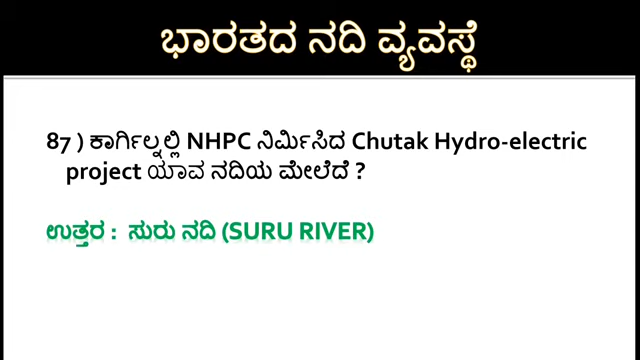 ಭಾರತದ ನದಿ ವ್ಯವಸ್ಥೆ
87 ) ಕಾರ್ಗಿಲ್ನಲ್ಲಿ NHPC ನಿರ್ಮಿಸಿದ Chutak Hydro-electric
project ಯಾವ ನದಿಯ ಮೇಲೆದೆ ?
ಉತ್ತರ : ಸುರು ನದಿ (SURU RIVER)